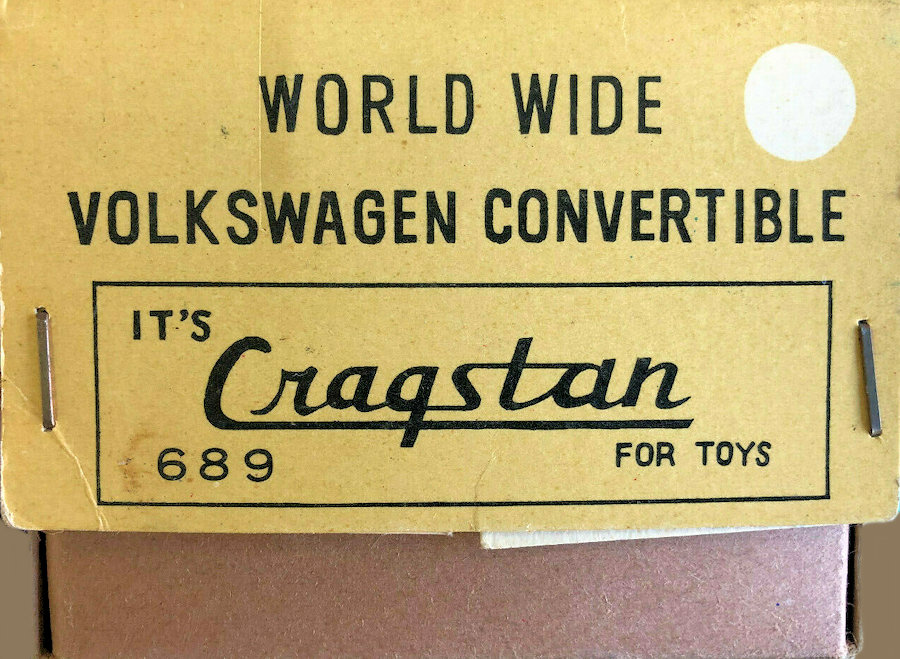 WORLD WIDE
VOLKSWAGEN CONVERTIBLE
IT'S
Cragstan
689
FOR TOYS